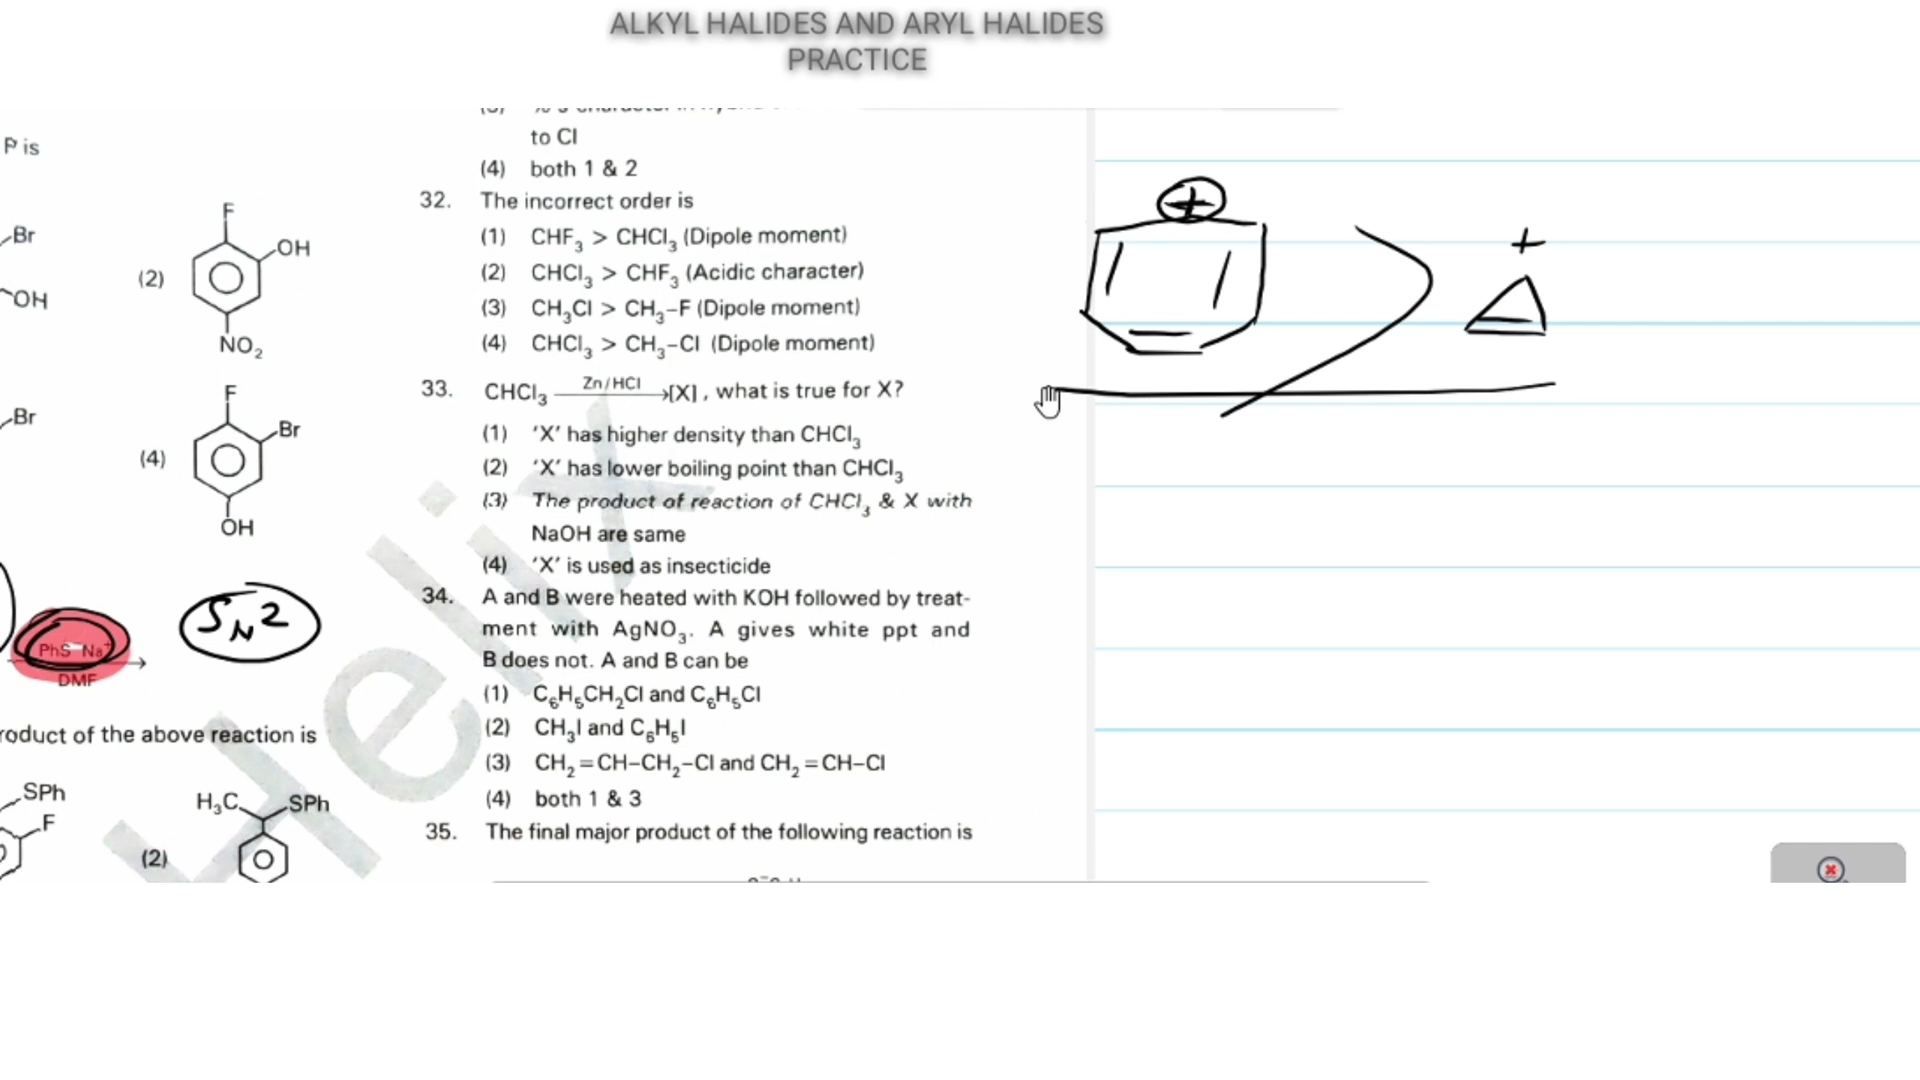 ALKYL HALIDES AND ARYL HALIDES
PRACTICE
P is
Br
OH
(2)
F
OH
NO₂
Br
(4)
F
Br
OH
SN2
PhS⁻Na⁺
DMF
roduct of the above reaction is
SPh
F
(2)
H₃C
SPh
to Cl
(4) both 1 & 2
32. The incorrect order is
(1) CHF₃ > CHCl₃ (Dipole moment)
(2) CHCl₃ > CHF₃ (Acidic character)
(3) CH₃Cl > CH₃–F (Dipole moment)
(4) CHCl₃ > CH₃–Cl (Dipole moment)
33. CHCl₃ —Zn/HCl→ [X] , what is true for X?
(1) ‘X’ has higher density than CHCl₃
(2) ‘X’ has lower boiling point than CHCl₃
(3) The product of reaction of CHCl₃ & X with
NaOH are same
(4) ‘X’ is used as insecticide
34. A and B were heated with KOH followed by treat-
ment with AgNO₃. A gives white ppt and
B does not. A and B can be
(1) C₆H₅CH₂Cl and C₆H₅Cl
(2) CH₃I and C₆H₅I
(3) CH₂=CH–CH₂–Cl and CH₂=CH–Cl
(4) both 1 & 3
35. The final major product of the following reaction is
Helix
+
+